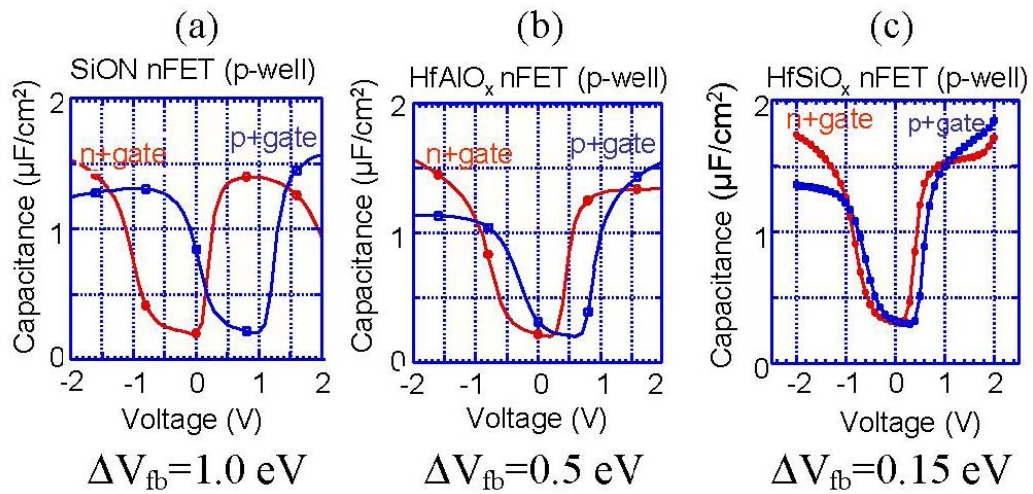 (a)
SiON nFET (p-well)
Capacitance (µF/cm²)
2
1
0
n+gate
p+gate
-2 -1 0 1 2
Voltage (V)
ΔVfb=1.0 eV
(b)
HfAlOx nFET (p-well)
Capacitance (µF/cm²)
2
1
0
n+gate
p+gate
-2 -1 0 1 2
Voltage (V)
ΔVfb=0.5 eV
(c)
HfSiOx nFET (p-well)
Capacitance (µF/cm²)
2
1
0
n+gate
p+gate
-2 -1 0 1 2
Voltage (V)
ΔVfb=0.15 eV